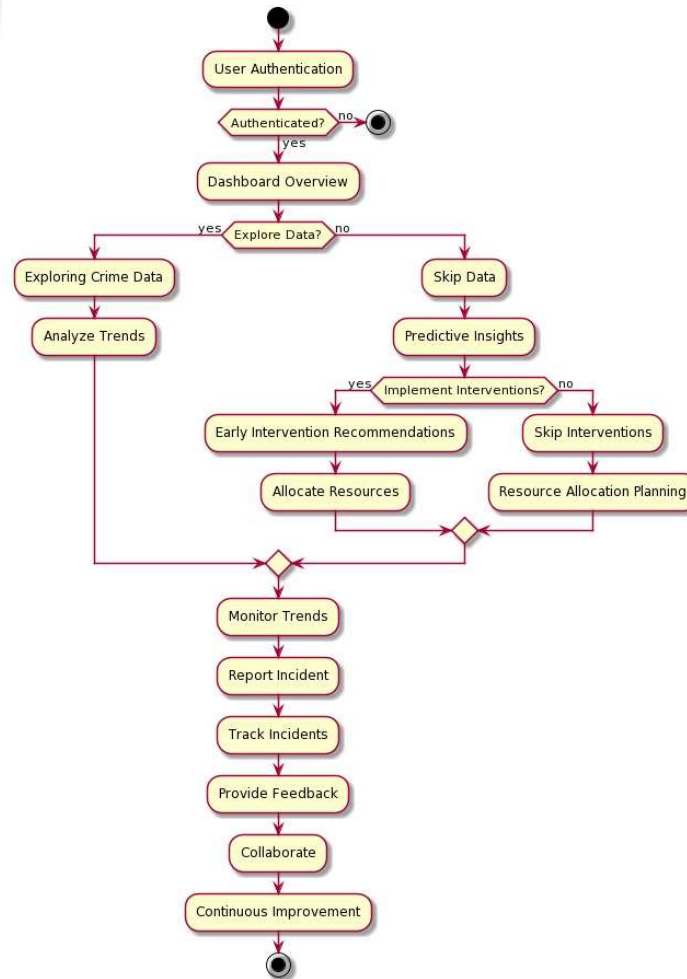 User Authentication
Authenticated?
no
yes
Dashboard Overview
yes
Explore Data?
no
Exploring Crime Data
Skip Data
Analyze Trends
Predictive Insights
yes
Implement Interventions?
no
Early Intervention Recommendations
Skip Interventions
Allocate Resources
Resource Allocation Planning
Monitor Trends
Report Incident
Track Incidents
Provide Feedback
Collaborate
Continuous Improvement